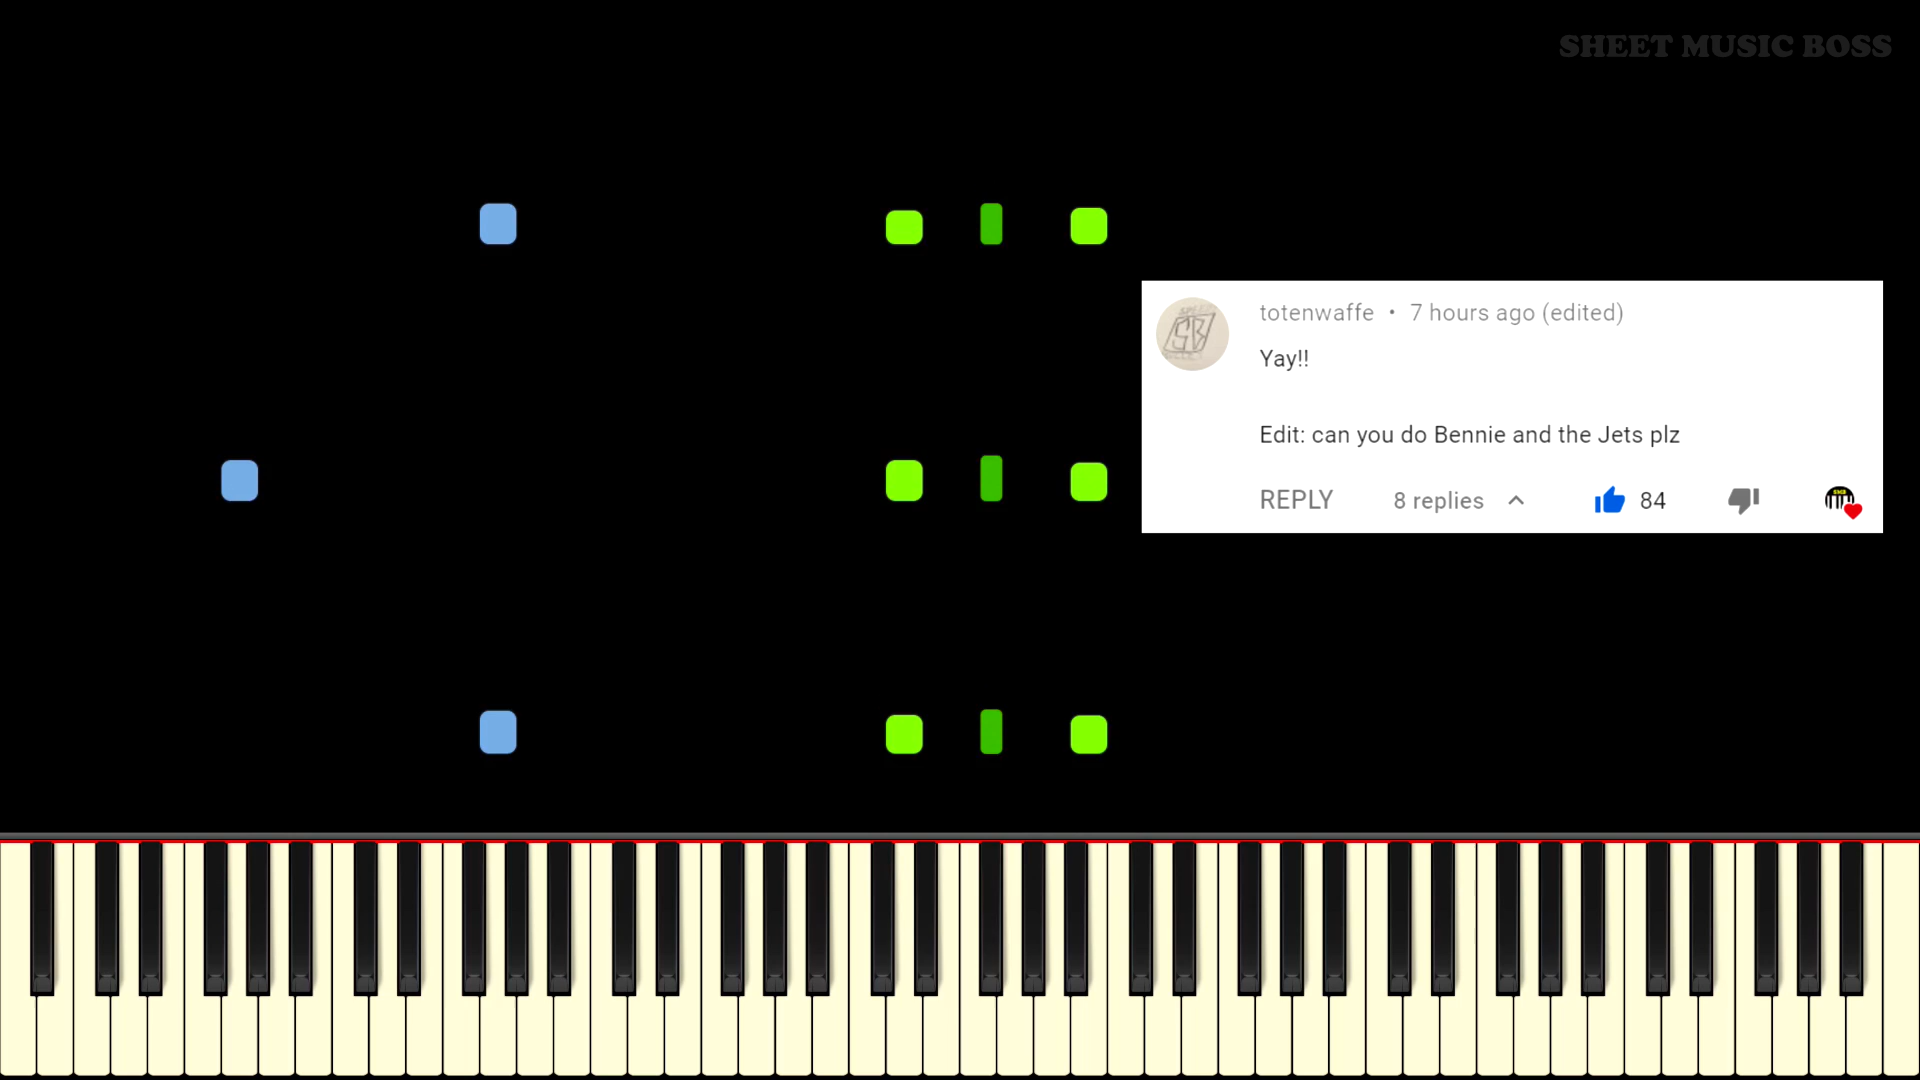 SHEET MUSIC BOSS
totenwaffe • 7 hours ago (edited)
Yay!!
Edit: can you do Bennie and the Jets plz
REPLY 8 replies 84